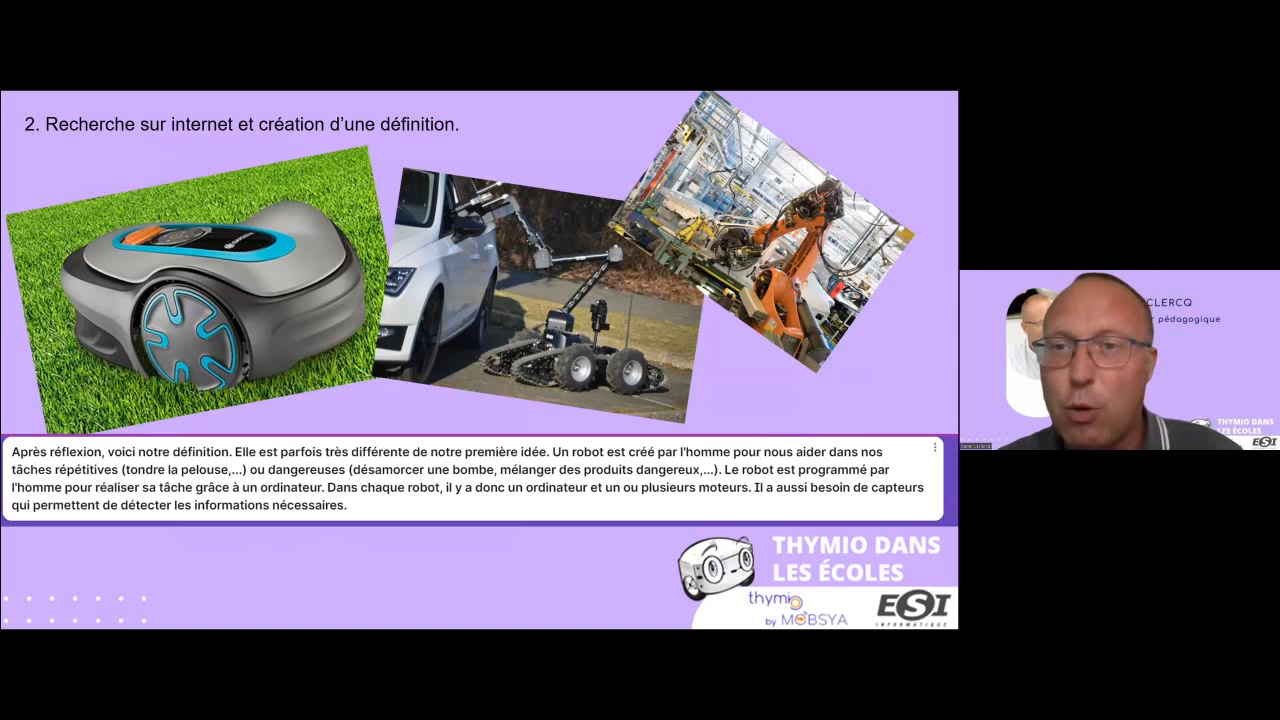 2. Recherche sur internet et création d'une définition.
Après réflexion, voici notre définition. Elle est parfois très différente de notre première idée. Un robot est créé par l'homme pour nous aider dans nos
tâches répétitives (tondre la pelouse,...) ou dangereuses (désamorcer une bombe, mélanger des produits dangereux,...). Le robot est programmé par
l'homme pour réaliser sa tâche grâce à un ordinateur. Dans chaque robot, il y a donc un ordinateur et un ou plusieurs moteurs. Il a aussi besoin de capteurs
qui permettent de détecter les informations nécessaires.
THYMIO DANS
LES ÉCOLES
thymio
by MOBSYA
ESI
INFORMATIQUE
CLERCQ
pédagogique
THYMIO DANS
LES ÉCOLES
ESI